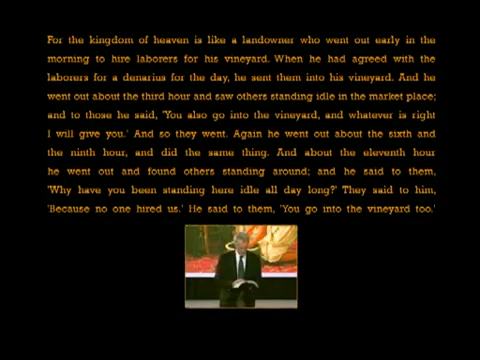 For the kingdom of heaven is like a landowner who went out early in the
morning to hire laborers for his vineyard. When he had agreed with the
laborers for a denarius for the day, he sent them into his vineyard. And he
went out about the third hour and saw others standing idle in the market place;
and to those he said, 'You also go into the vineyard, and whatever is right
I will give you.' And so they went. Again he went out about the sixth and
the ninth hour, and did the same thing. And about the eleventh hour
he went out and found others standing around; and he said to them,
'Why have you been standing here idle all day long?' They said to him,
'Because no one hired us.' He said to them, 'You go into the vineyard too.'